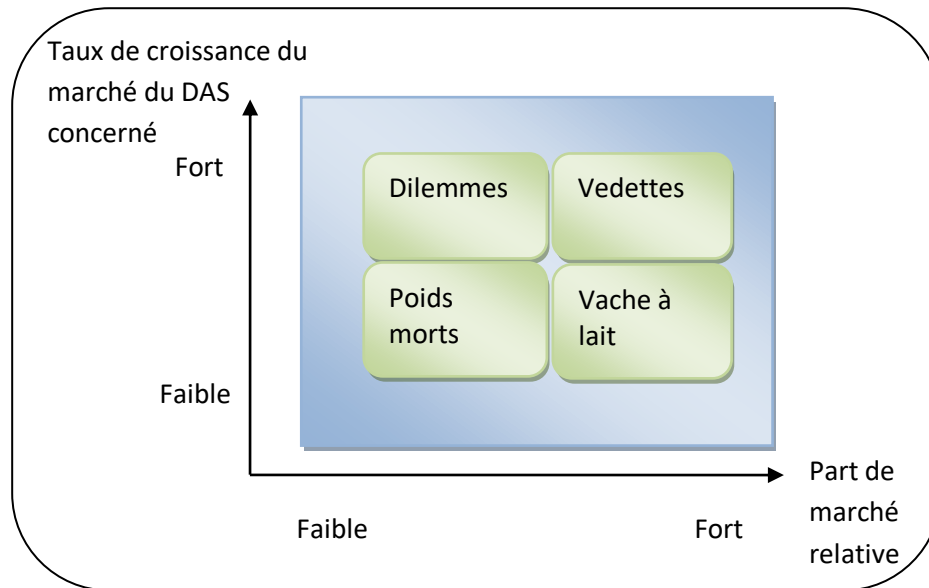 Taux de croissance du
marché du DAS
concerné
Fort
Dilemmes
Vedettes
Poids
morts
Vache à
lait
Faible
Part de
marché
relative
Faible
Fort